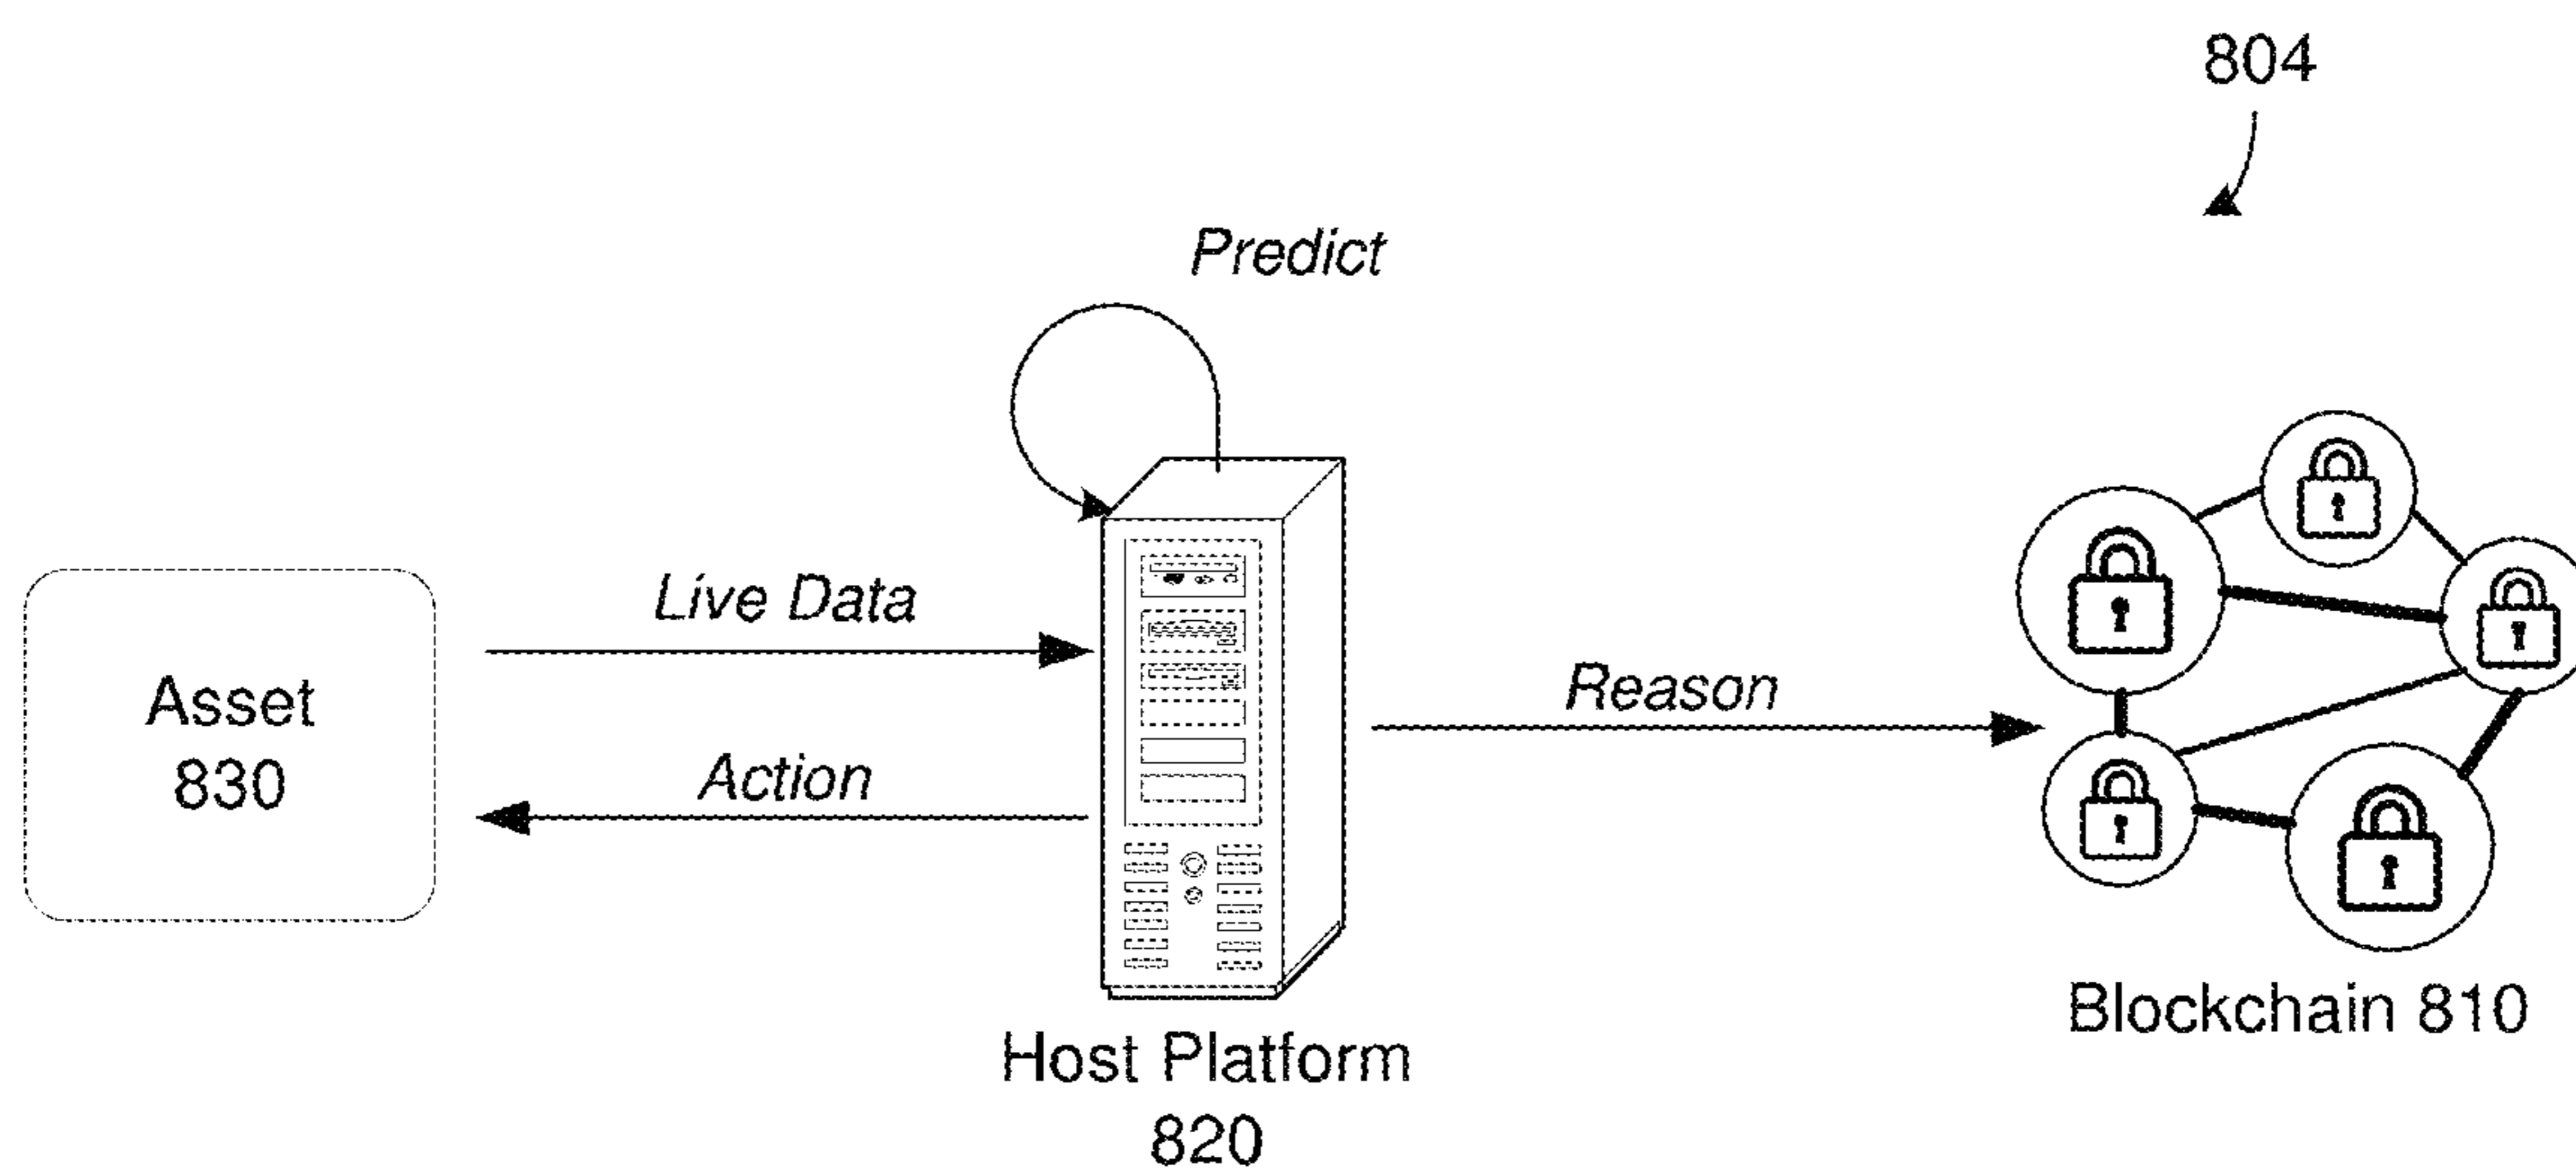 804
Predict
Live Data
Asset
830
Reason
Action
Blockchain 810
Host Platform
820